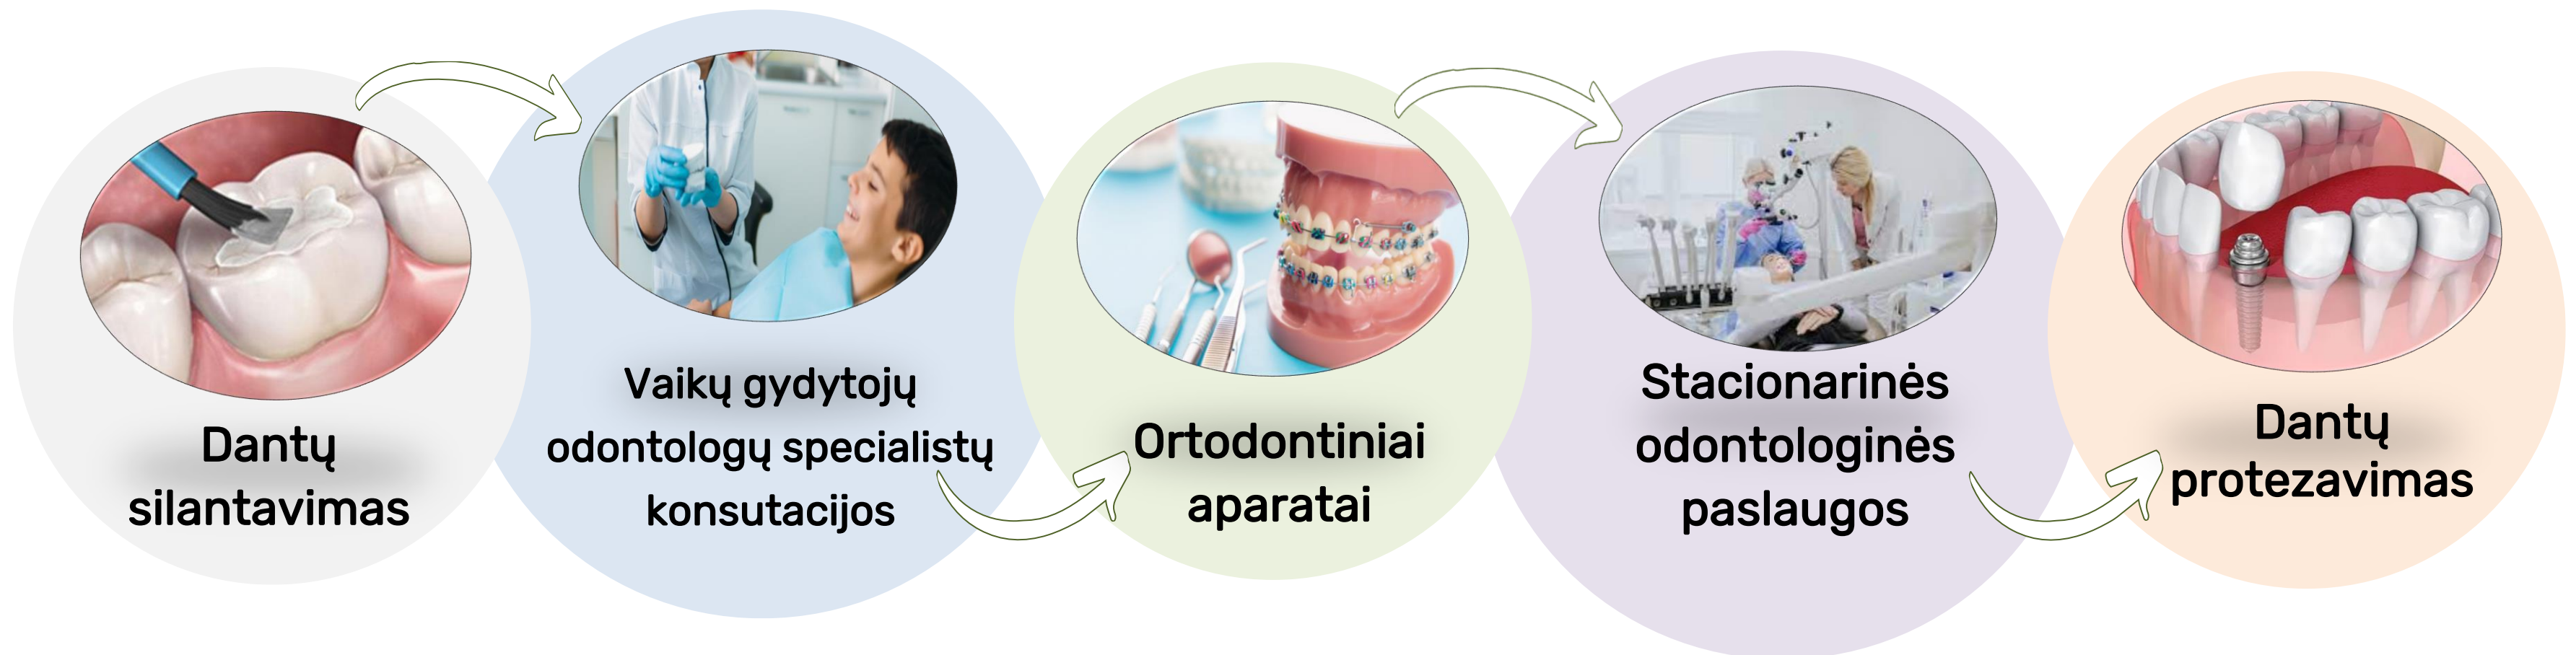 Dantų
silantavimas
Vaikų gydytojų
odontologų specialistų
konsutacijos
Ortodontiniai
aparatai
Stacionarinės
odontologinės
paslaugos
Dantų
protezavimas